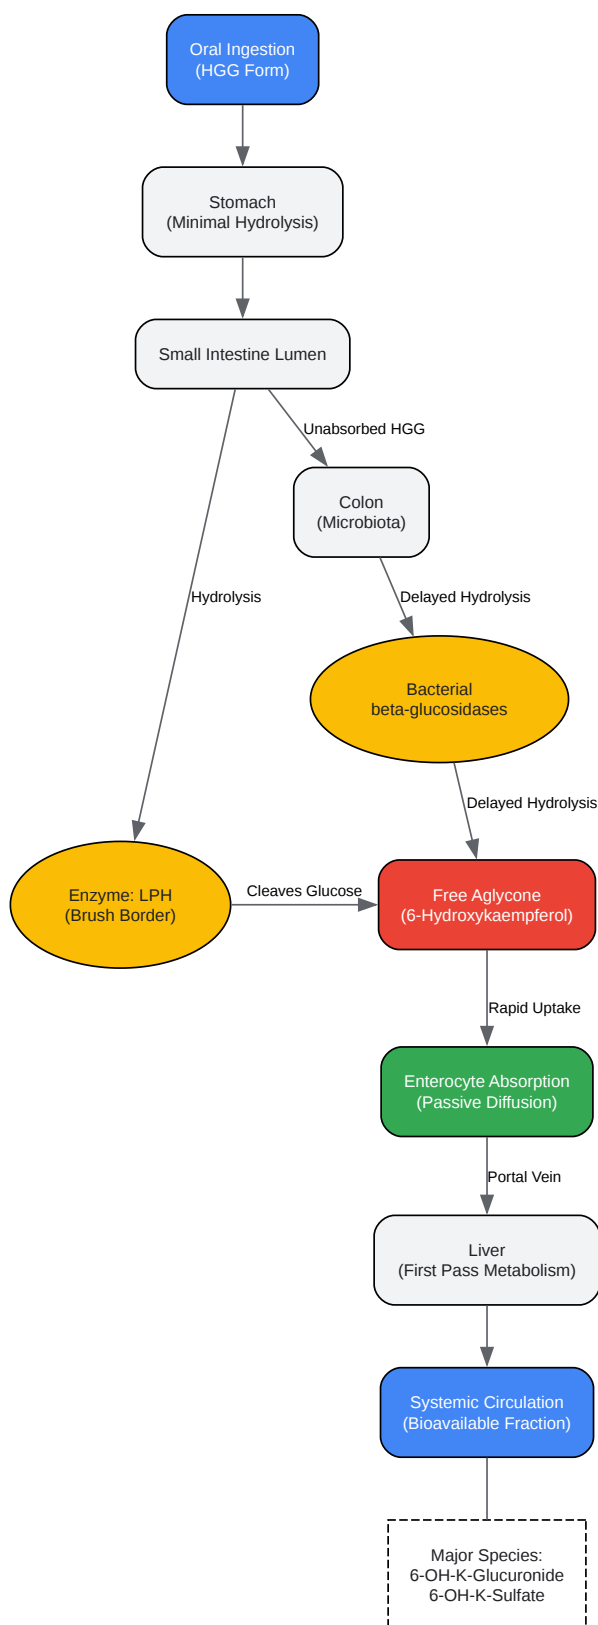 Oral Ingestion
(HGG Form)
Stomach
(Minimal Hydrolysis)
Small Intestine Lumen
Unabsorbed HGG
Colon
(Microbiota)
Hydrolysis
Delayed Hydrolysis
Bacterial
beta-glucosidases
Delayed Hydrolysis
Enzyme: LPH
(Brush Border)
Cleaves Glucose
Free Aglycone
(6-Hydroxykaempferol)
Rapid Uptake
Enterocyte Absorption
(Passive Diffusion)
Portal Vein
Liver
(First Pass Metabolism)
Systemic Circulation
(Bioavailable Fraction)
Major Species:
6-OH-K-Glucuronide
6-OH-K-Sulfate